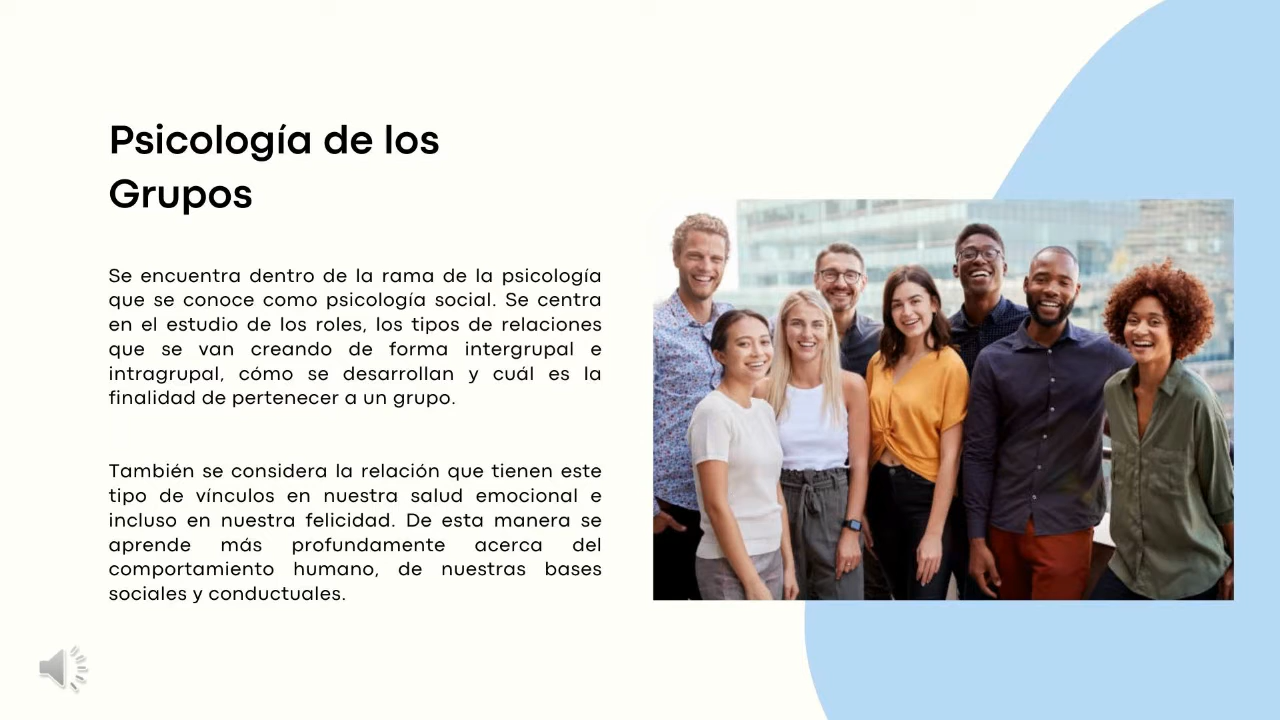 Psicología de los
Grupos
Se encuentra dentro de la rama de la psicología
que se conoce como psicología social. Se centra
en el estudio de los roles, los tipos de relaciones
que se van creando de forma intergrupal e
intragrupal, cómo se desarrollan y cuál es la
finalidad de pertenecer a un grupo.
También se considera la relación que tienen este
tipo de vínculos en nuestra salud emocional e
incluso en nuestra felicidad. De esta manera se
aprende más profundamente acerca del
comportamiento humano, de nuestras bases
sociales y conductuales.